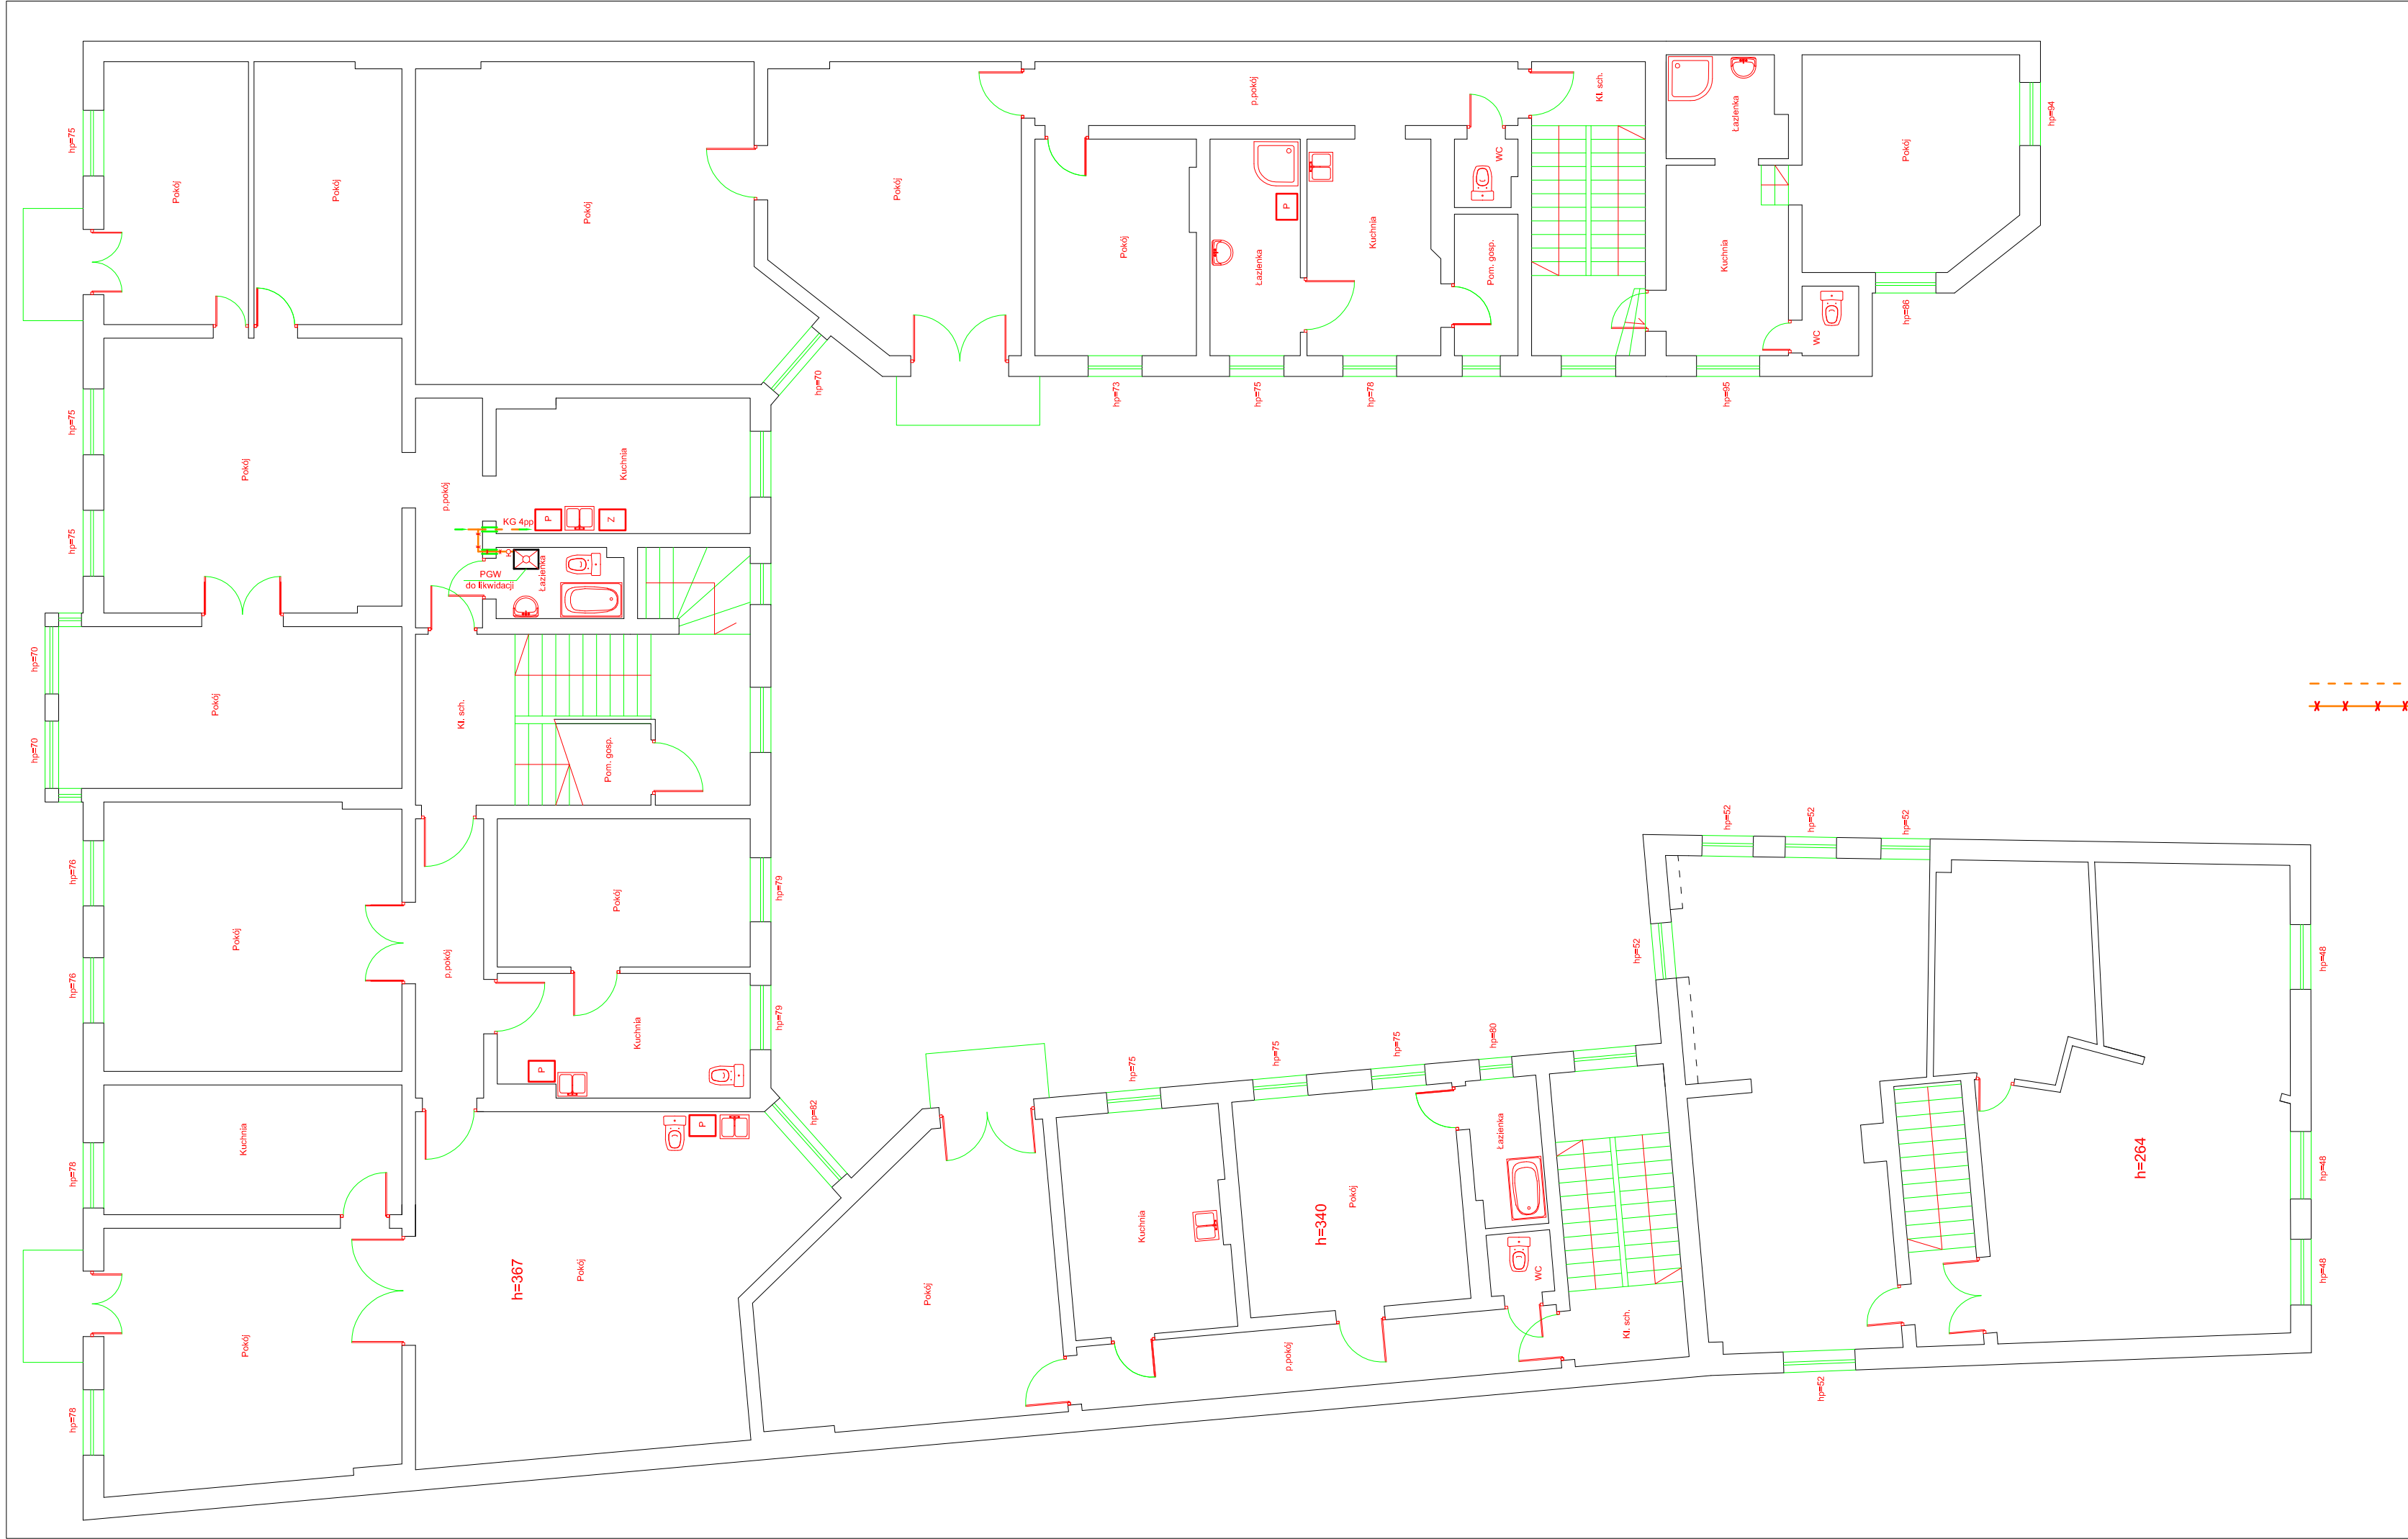 hp=75
Pokój
Pokój
Pokój
Pokój
p.pokój
Kl. sch.
Łazienka
Pokój
hp=94
WC
P
Pokój
Łazienka
Kuchnia
Pom. gosp.
Kuchnia
WC
hp=86
hp=70
hp=73
hp=75
hp=78
hp=95
hp=75
Pokój
p.pokój
Kuchnia
KG 4pp
P
Z
hp=75
PGW
do likwidacji
Łazienka
hp=70
Pokój
Kl. sch.
hp=70
Pom. gosp.
hp=76
Pokój
Pokój
hp=79
p.pokój
hp=76
Kuchnia
hp=79
P
hp=52
hp=52
hp=52
hp=52
hp=48
hp=75
hp=75
hp=75
hp=80
hp=82
P
Kuchnia
hp=78
Łazienka
h=264
hp=48
Kuchnia
Pokój
h=340
h=367
Pokój
Pokój
WC
hp=48
Pokój
p.pokój
Kl. sch.
hp=78
hp=52